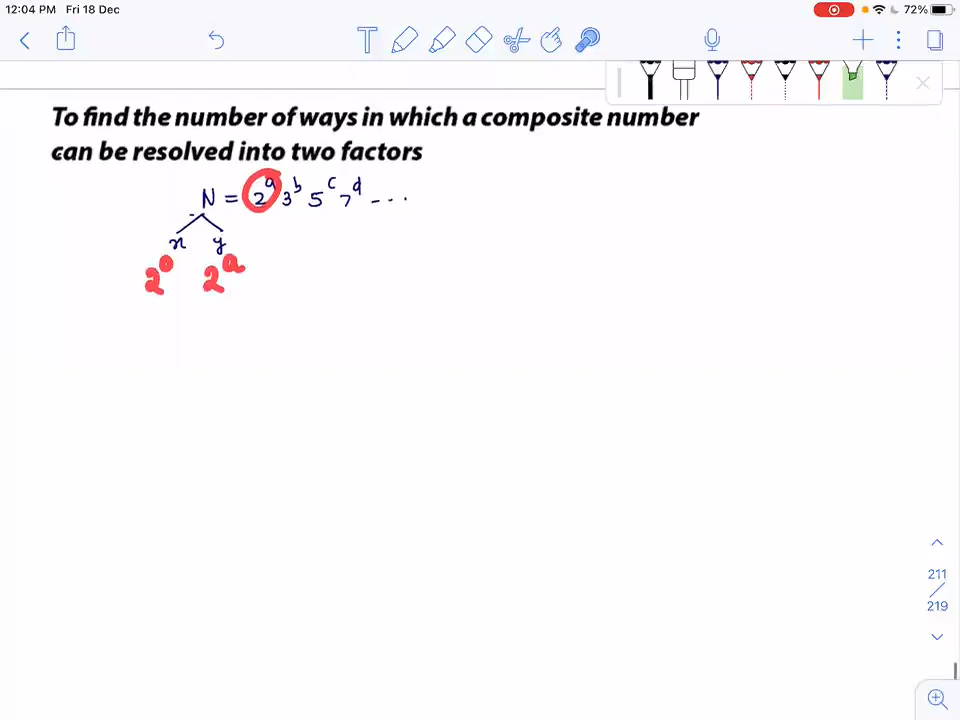 12:04 PM Fri 18 Dec 72%
T
To find the number of ways in which a composite number
can be resolved into two factors
N = 2^a 3^b 5^c 7^d ---
x y
2^0 2^a
211
/
219